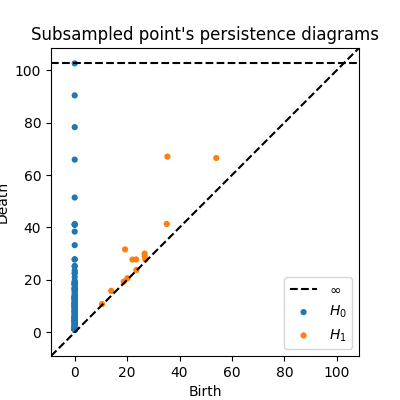 Subsampled point's persistence diagrams
100
80
60
40
20
0
Death
∞
H₀
H₁
0 20 40 60 80 100
Birth